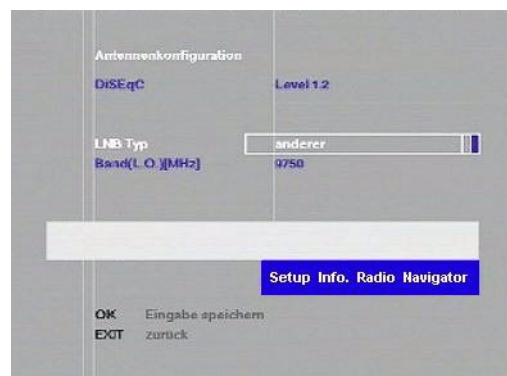 Antennenkonfiguration
DiSEqC Level 1.2
LNB Typ anderer
Band(L.O.)[MHz] 9750
Setup Info. Radio Navigator
OK Eingabe speichern
EXIT zurück